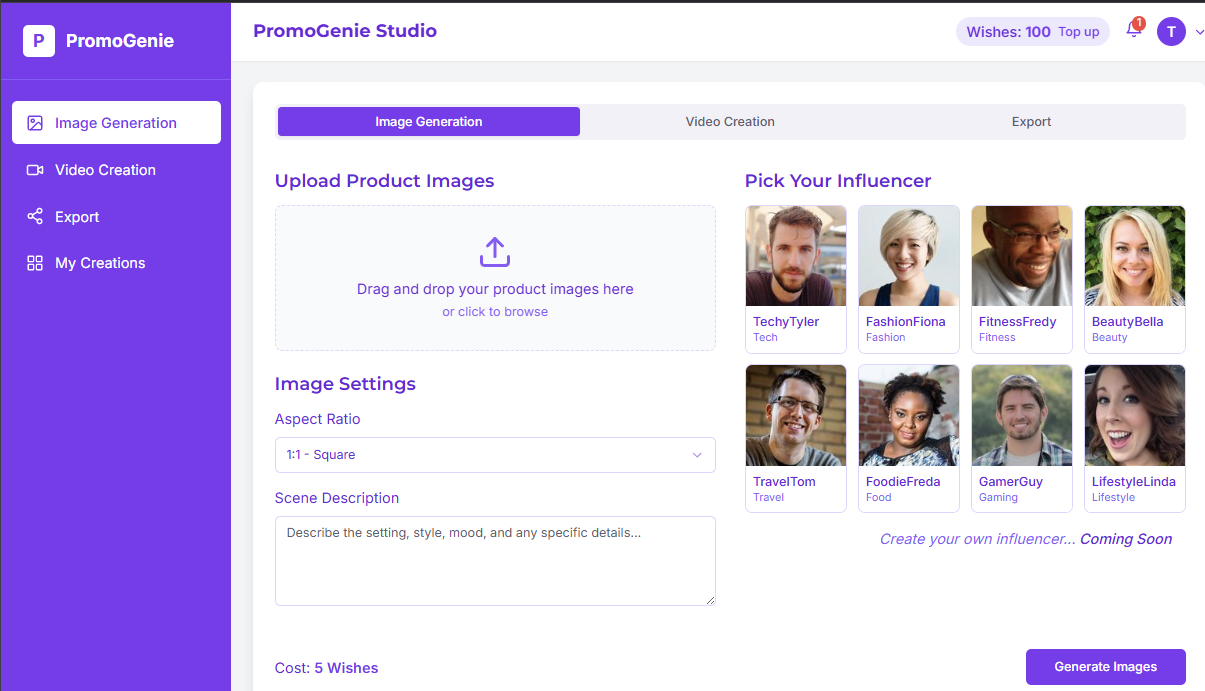 P PromoGenie
Image Generation
Video Creation
Export
My Creations
PromoGenie Studio
Wishes: 100 Top up
1
T
Image Generation Video Creation Export
Upload Product Images
Drag and drop your product images here
or click to browse
Image Settings
Aspect Ratio
1:1 - Square
Scene Description
Describe the setting, style, mood, and any specific details...
Cost: 5 Wishes
Pick Your Influencer
TechyTyler
Tech
FashionFiona
Fashion
FitnessFredy
Fitness
BeautyBella
Beauty
TravelTom
Travel
FoodieFreda
Food
GamerGuy
Gaming
LifestyleLinda
Lifestyle
Create your own influencer... Coming Soon
Generate Images